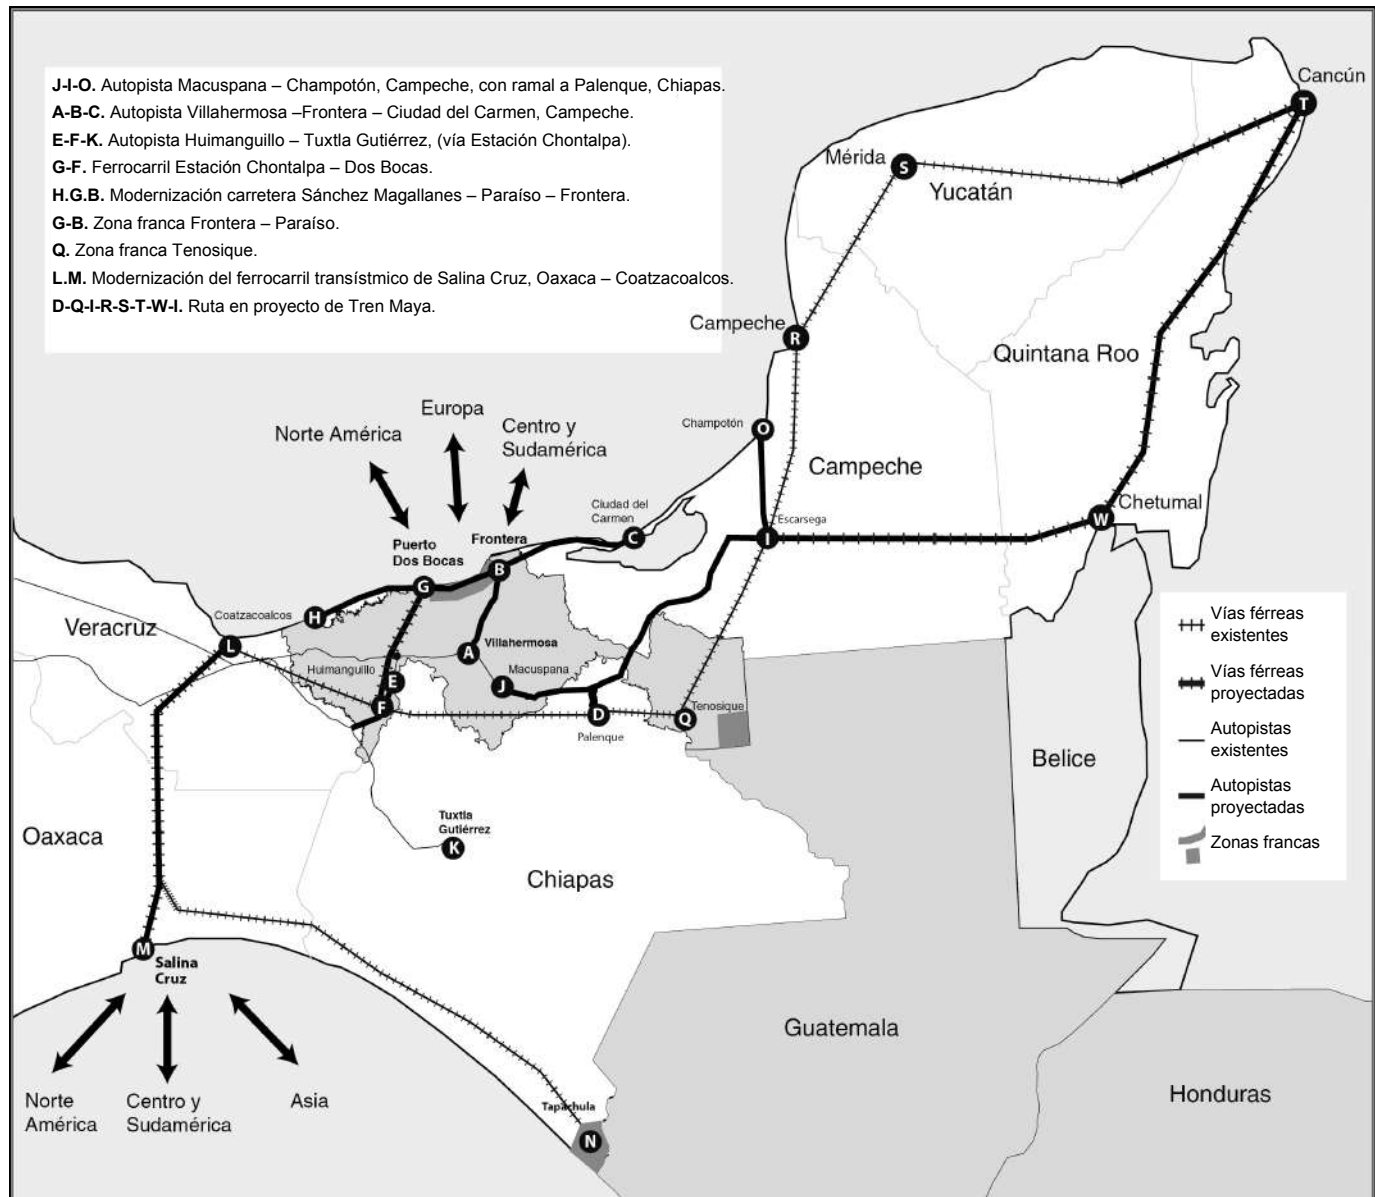 J-I-O. Autopista Macuspana – Champotón, Campeche, con ramal a Palenque, Chiapas.
A-B-C. Autopista Villahermosa –Frontera – Ciudad del Carmen, Campeche.
E-F-K. Autopista Huimanguillo – Tuxtla Gutiérrez, (vía Estación Chontalpa).
G-F. Ferrocarril Estación Chontalpa – Dos Bocas.
H.G.B. Modernización carretera Sánchez Magallanes – Paraíso – Frontera.
G-B. Zona franca Frontera – Paraíso.
Q. Zona franca Tenosique.
L.M. Modernización del ferrocarril transístmico de Salina Cruz, Oaxaca – Coatzacoalcos.
D-Q-I-R-S-T-W-I. Ruta en proyecto de Tren Maya.
Cancún
T
Mérida
S
Yucatán
Campeche
R
Quintana Roo
Europa
Norte América
Centro y
Sudamérica
Champotón
O
Campeche
Ciudad del
Carmen
C
Escarsega
I
Chetumal
W
Puerto
Dos Bocas
Frontera
G
B
Coatzacoalcos
H
Veracruz
L
Villahermosa
A
Huimanguillo
E
F
Macuspana
J
D
Palenque
Tenosique
Q
Belice
Vías férreas
existentes
Vías férreas
proyectadas
Autopistas
existentes
Autopistas
proyectadas
Zonas francas
Oaxaca
Tuxtla
Gutiérrez
K
Chiapas
M
Salina
Cruz
Guatemala
Norte
América
Centro y
Sudamérica
Asia
Tapachula
N
Honduras